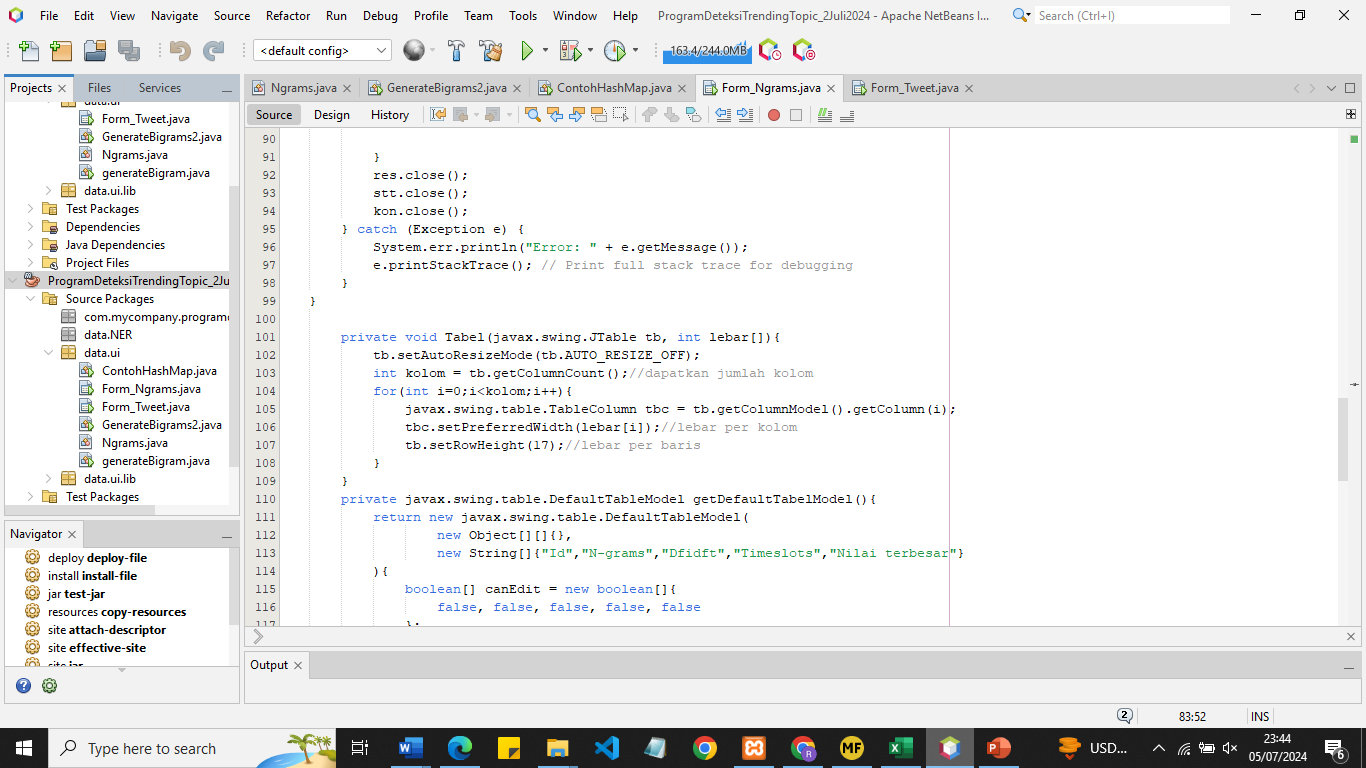 File Edit View Navigate Source Refactor Run Debug Profile Team Tools Window Help ProgramDeteksiTrendingTopic_2Juli2024 - Apache NetBeans I... Search (Ctrl+I)
<default config> 163.4/244.0MB
Projects Files Services
data.ui
Form_Tweet.java
GenerateBigrams2.java
Ngrams.java
generateBigram.java
data.ui.lib
Test Packages
Dependencies
Java Dependencies
Project Files
ProgramDeteksiTrendingTopic_2Ju
Source Packages
com.mycompany.program
data.NER
data.ui
ContohHashMap.java
Form_Ngrams.java
Form_Tweet.java
GenerateBigrams2.java
Ngrams.java
generateBigram.java
data.ui.lib
Test Packages
Navigator
deploy deploy-file
install install-file
jar test-jar
resources copy-resources
site attach-descriptor
site effective-site
site jar
Ngrams.java GenerateBigrams2.java ContohHashMap.java Form_Ngrams.java Form_Tweet.java
Source Design History
90
91 }
92 res.close();
93 stt.close();
94 kon.close();
95 } catch (Exception e) {
96 System.err.println("Error: " + e.getMessage());
97 e.printStackTrace(); // Print full stack trace for debugging
98 }
99 }
100
101 private void Tabel(javax.swing.JTable tb, int lebar[]){
102 tb.setAutoResizeMode(tb.AUTO_RESIZE_OFF);
103 int kolom = tb.getColumnCount();//dapatkan jumlah kolom
104 for(int i=0;i<kolom;i++){
105 javax.swing.table.TableColumn tbc = tb.getColumnModel().getColumn(i);
106 tbc.setPreferredWidth(lebar[i]);//lebar per kolom
107 tb.setRowHeight(17);//lebar per baris
108 }
109 }
110 private javax.swing.table.DefaultTableModel getDefaultTabelModel(){
111 return new javax.swing.table.DefaultTableModel(
112 new Object[][]{},
113 new String[]{"Id","N-grams","Dfidft","Timeslots","Nilai terbesar"}
114 ){
115 boolean[] canEdit = new boolean[]{
116 false, false, false, false, false
117 };
Output
2 83:52 INS
Type here to search USD... 23:44
05/07/2024 6